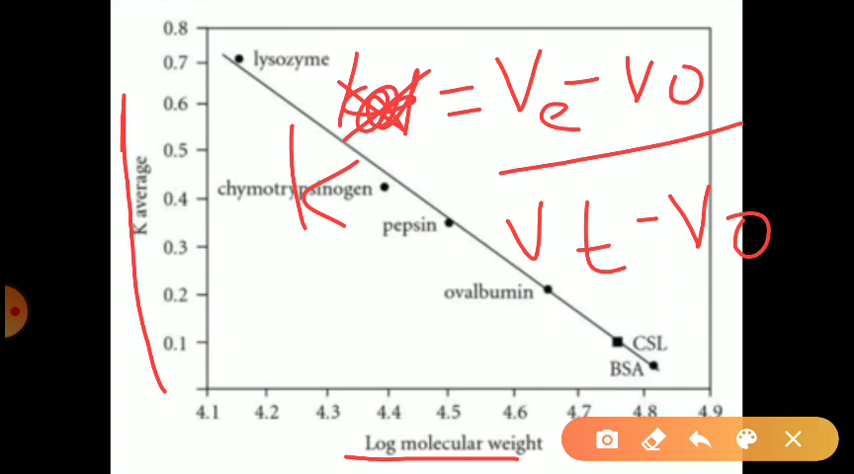 0.8
0.7
lysozyme
= Ve - V0
0.6
0.5
K average
K
0.4
chymotrypsinogen
Vt - V0
pepsin
0.3
0.2
ovalbumin
0.1
CSL
BSA
4.1 4.2 4.3 4.4 4.5 4.6 4.7 4.8 4.9
Log molecular weight